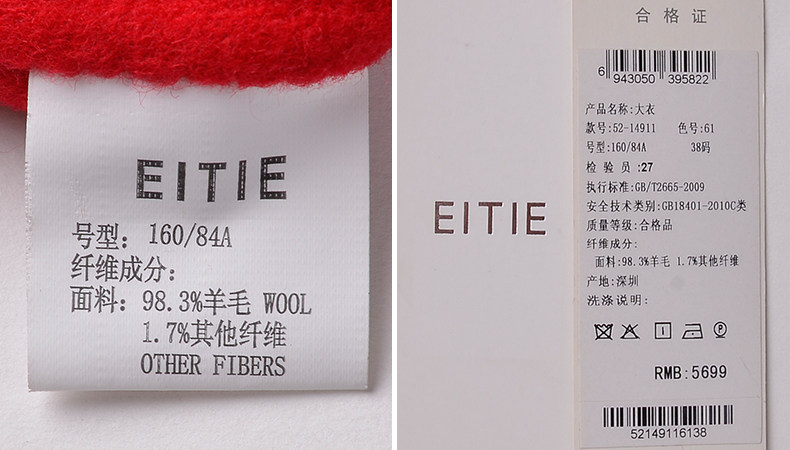 EITIE
号型: 160/84A
纤维成分:
面料: 98.3%羊毛 WOOL
1.7%其他纤维
OTHER FIBERS
EITIE
合格证
6 943050 395822
产品名称:大衣
款号:52-14911 色号:61
号型:160/84A 38码
检验员:27
执行标准:GB/T2665-2009
安全技术类别:GB18401-2010C类
质量等级:合格品
纤维成分:
面料:98.3%羊毛 1.7%其他纤维
产地:深圳
洗涤说明:
P
RMB:5699
52149116138